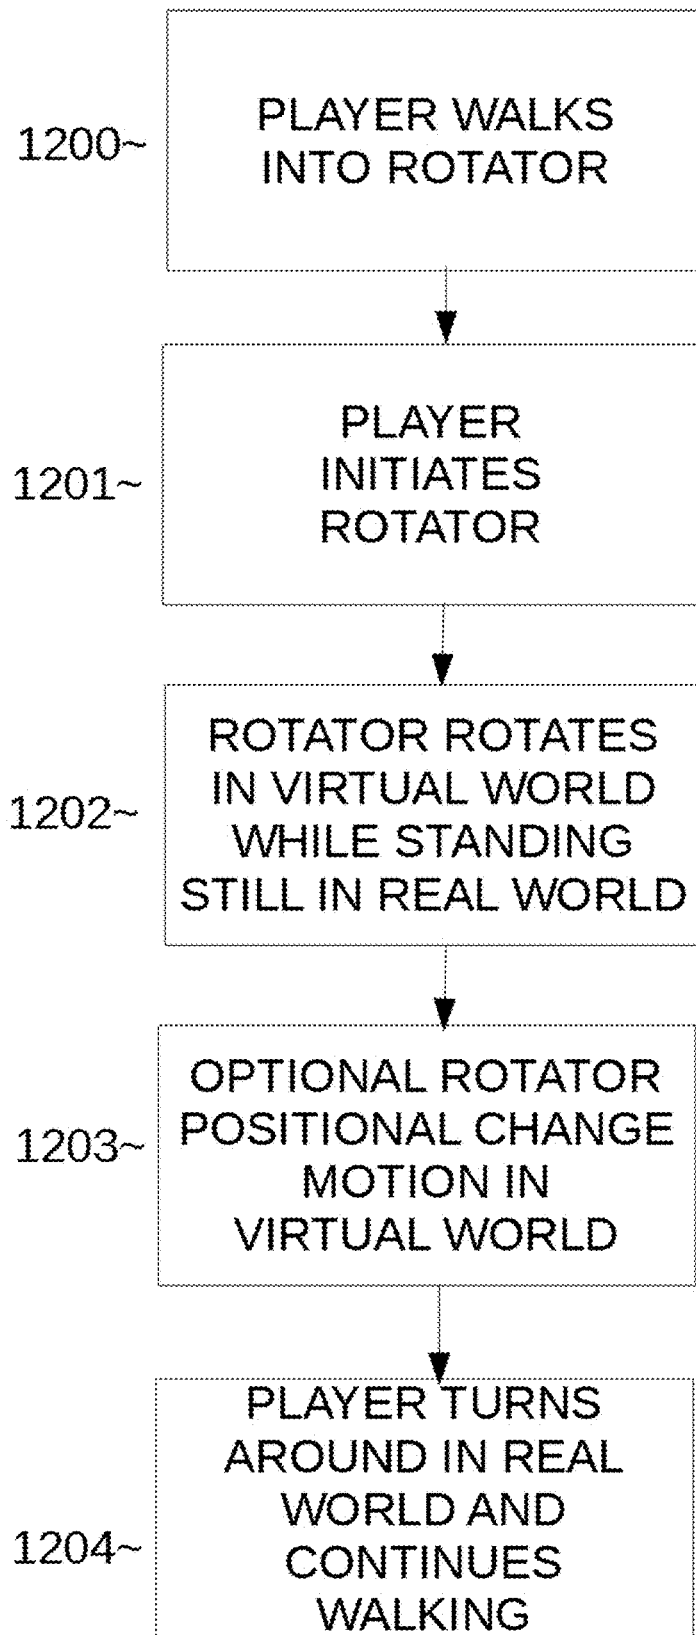 1200~
PLAYER WALKS
INTO ROTATOR
1201~
PLAYER
INITIATES
ROTATOR
1202~
ROTATOR ROTATES
IN VIRTUAL WORLD
WHILE STANDING
STILL IN REAL WORLD
1203~
OPTIONAL ROTATOR
POSITIONAL CHANGE
MOTION IN
VIRTUAL WORLD
1204~
PLAYER TURNS
AROUND IN REAL
WORLD AND
CONTINUES
WALKING